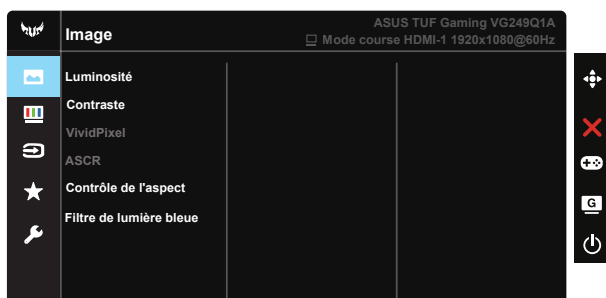 ASUS TUF Gaming VG249Q1A
Image
Mode course HDMI-1 1920x1080@60Hz
Luminosité
Contraste
VividPixel
ASCR
Contrôle de l'aspect
Filtre de lumière bleue
G